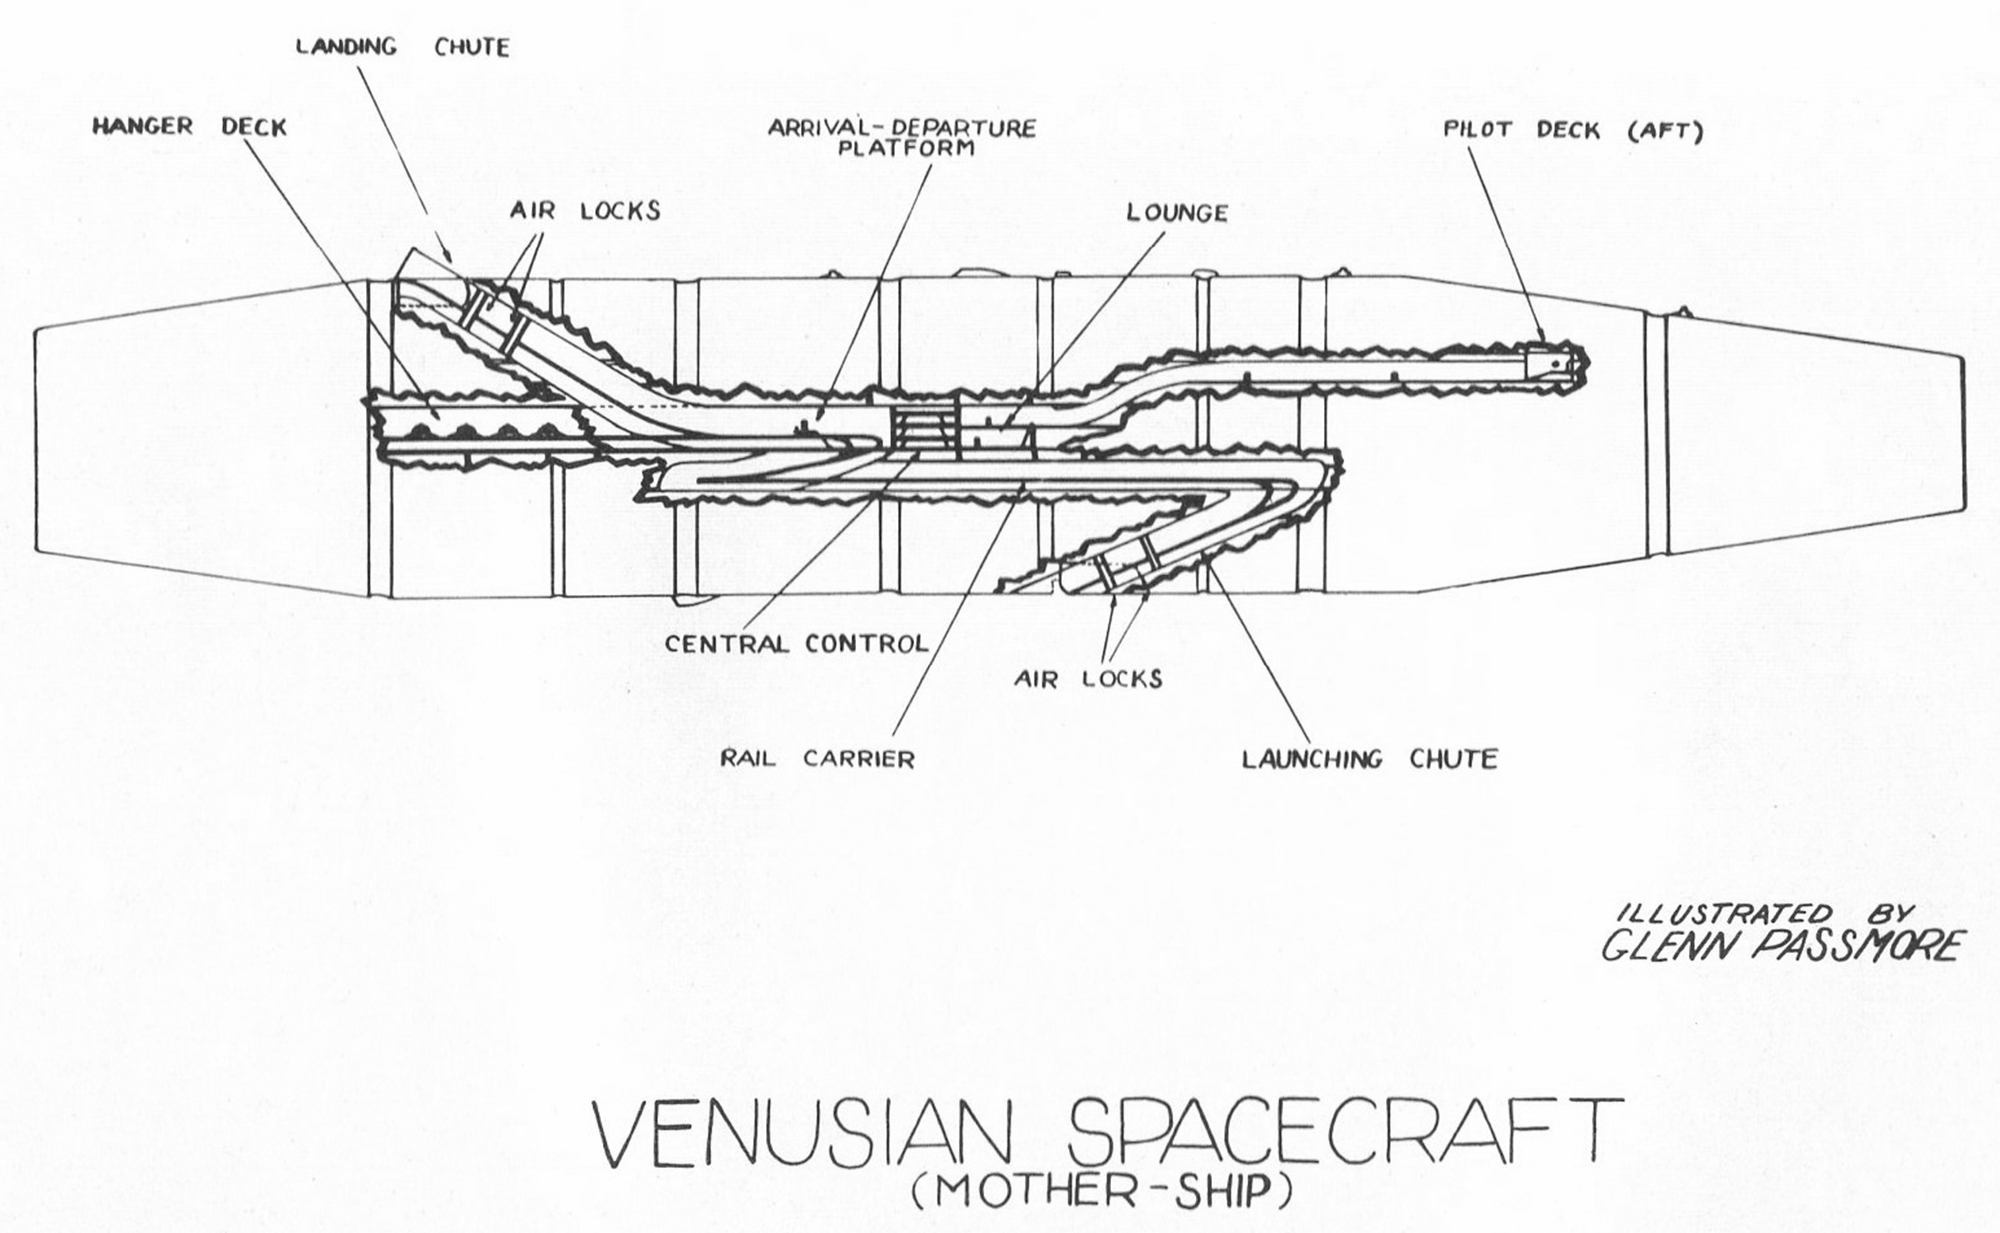 LANDING CHUTE
HANGER DECK
ARRIVAL-DEPARTURE
PLATFORM
PILOT DECK (AFT)
AIR LOCKS
LOUNGE
CENTRAL CONTROL
AIR LOCKS
RAIL CARRIER
LAUNCHING CHUTE
ILLUSTRATED BY
GLENN PASSMORE
VENUSIAN SPACECRAFT
(MOTHER-SHIP)